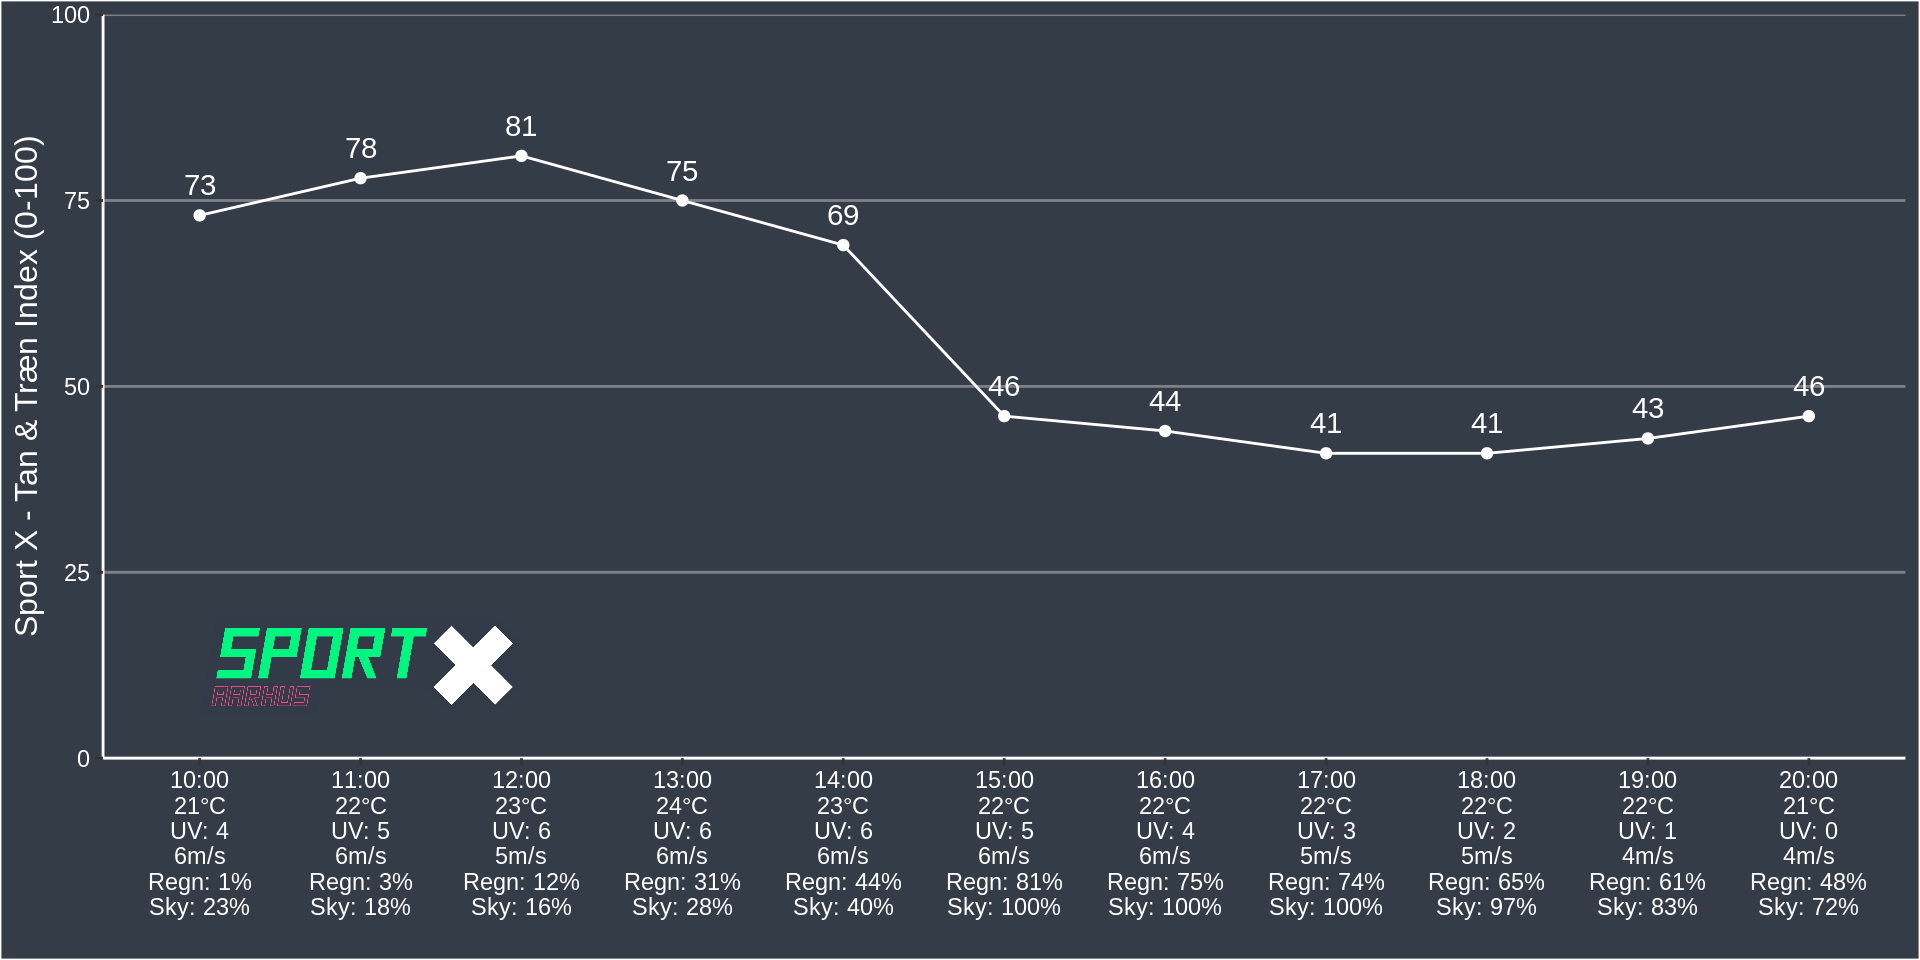 Sport X - Tan & Træn Index (0-100)
100
75
50
25
0
73
78
81
75
69
46
44
41
41
43
46
SPORT X
AARHUS
10:00 11:00 12:00 13:00 14:00 15:00 16:00 17:00 18:00 19:00 20:00
21°C 22°C 23°C 24°C 23°C 22°C 22°C 22°C 22°C 22°C 21°C
UV: 4 UV: 5 UV: 6 UV: 6 UV: 6 UV: 5 UV: 4 UV: 3 UV: 2 UV: 1 UV: 0
6m/s 6m/s 5m/s 6m/s 6m/s 6m/s 6m/s 5m/s 5m/s 4m/s 4m/s
Regn: 1% Regn: 3% Regn: 12% Regn: 31% Regn: 44% Regn: 81% Regn: 75% Regn: 74% Regn: 65% Regn: 61% Regn: 48%
Sky: 23% Sky: 18% Sky: 16% Sky: 28% Sky: 40% Sky: 100% Sky: 100% Sky: 100% Sky: 97% Sky: 83% Sky: 72%